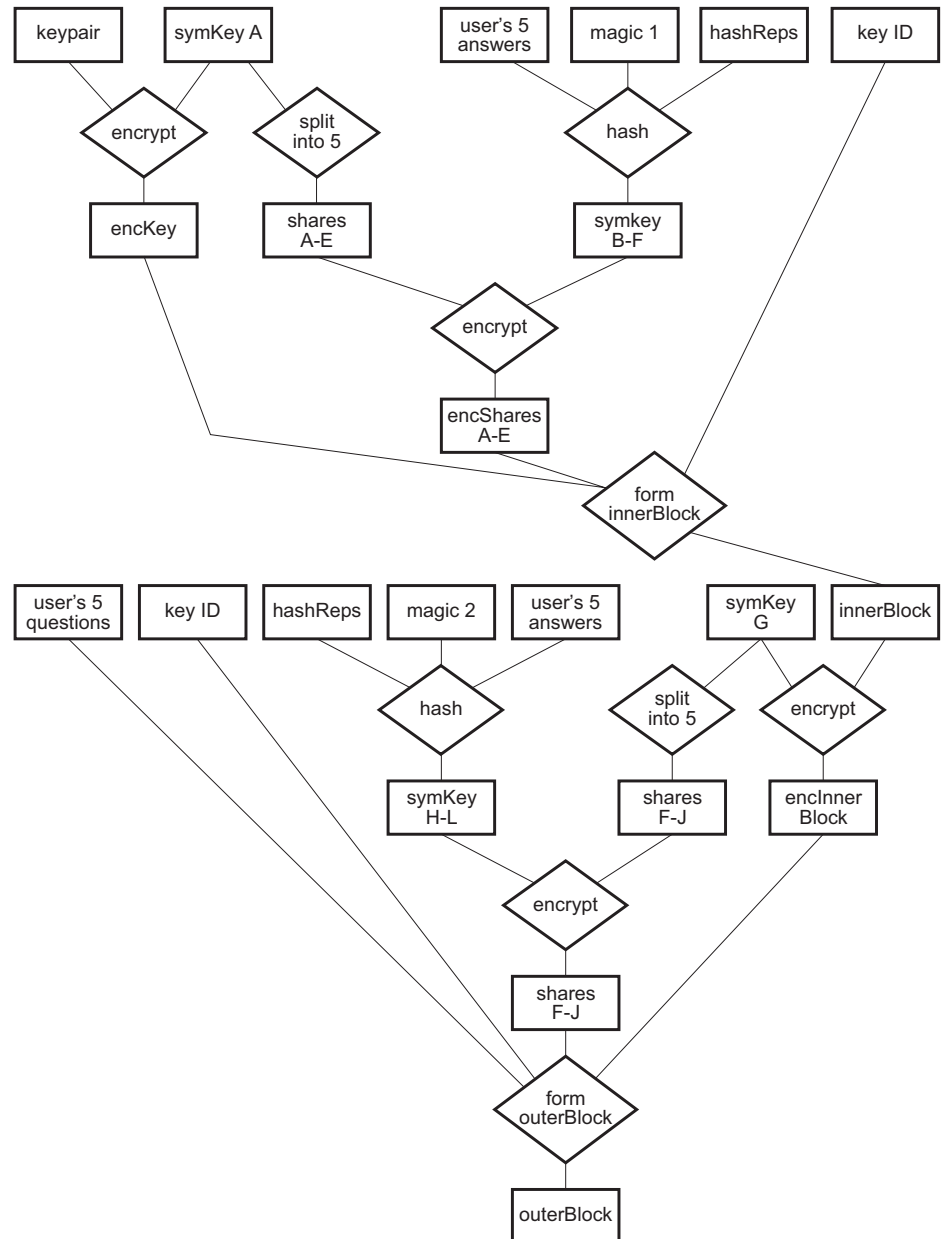 keypair
symKey A
user's 5
answers
magic 1
hashReps
key ID
encrypt
split
into 5
hash
encKey
shares
A-E
symkey
B-F
encrypt
encShares
A-E
form
innerBlock
user's 5
questions
key ID
hashReps
magic 2
user's 5
answers
symKey
G
innerBlock
hash
split
into 5
encrypt
symKey
H-L
shares
F-J
encInner
Block
encrypt
shares
F-J
form
outerBlock
outerBlock